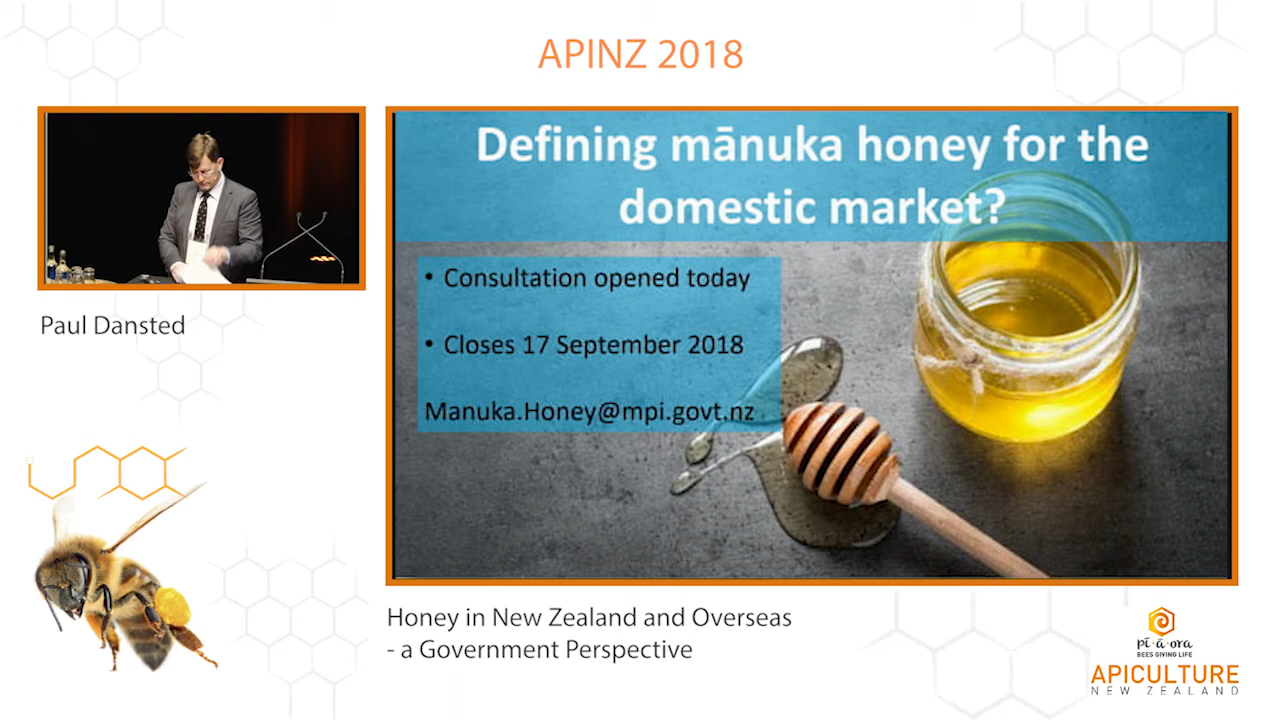 APINZ 2018
Defining mānuka honey for the
domestic market?
• Consultation opened today
• Closes 17 September 2018
Manuka.Honey@mpi.govt.nz
Paul Dansted
Honey in New Zealand and Overseas
- a Government Perspective
pī-ā-ora
BEES GIVING LIFE
APICULTURE
NEW ZEALAND